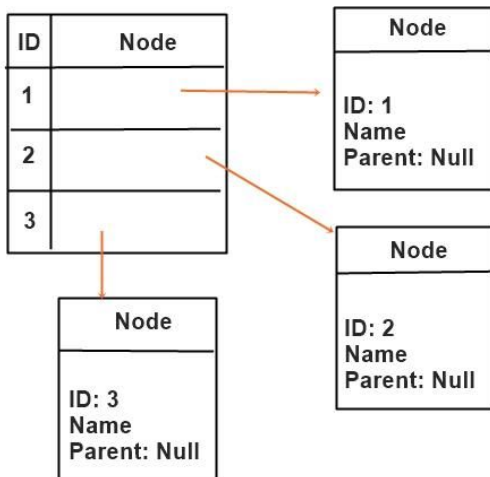 ID Node
1
2
3
Node
ID: 1
Name
Parent: Null
Node
ID: 2
Name
Parent: Null
Node
ID: 3
Name
Parent: Null